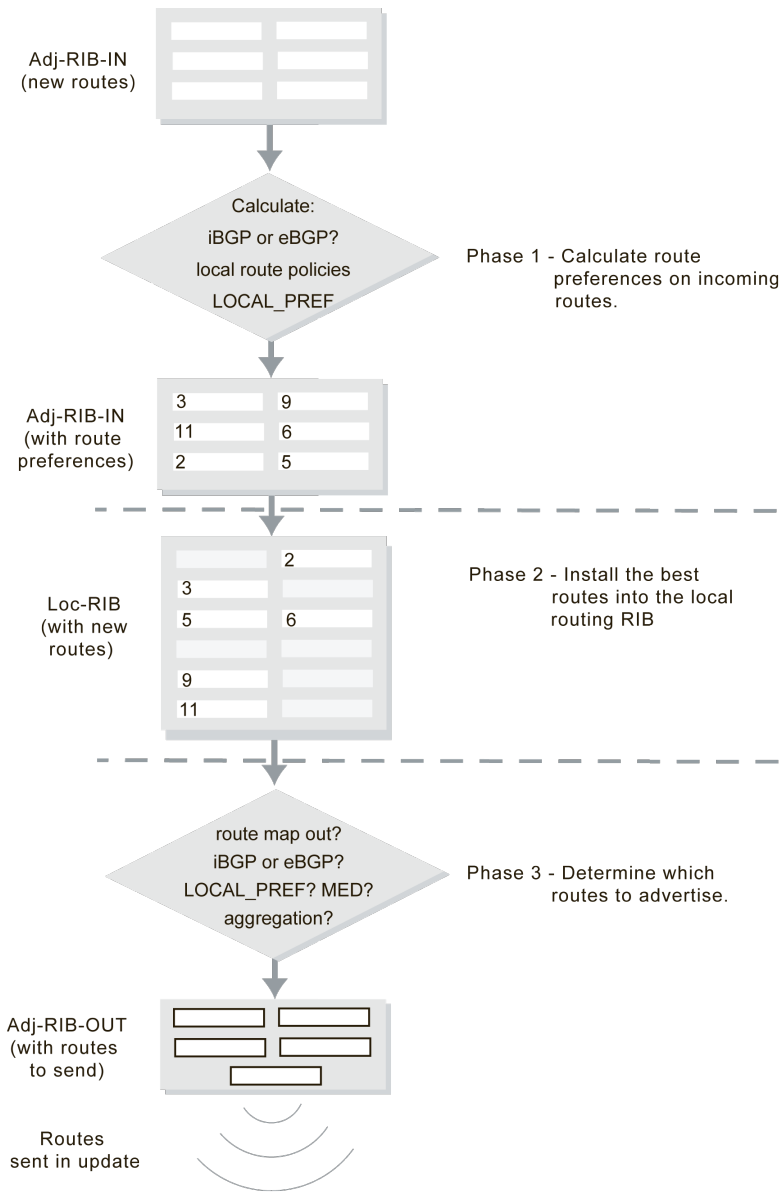 Adj-RIB-IN
(new routes)
Calculate:
iBGP or eBGP?
local route policies
LOCAL_PREF
Phase 1 - Calculate route
preferences on incoming
routes.
Adj-RIB-IN
(with route
preferences)
3 9
11 6
2 5
Loc-RIB
(with new
routes)
2
3
5 6
9
11
Phase 2 - Install the best
routes into the local
routing RIB
route map out?
iBGP or eBGP?
LOCAL_PREF? MED?
aggregation?
Phase 3 - Determine which
routes to advertise.
Adj-RIB-OUT
(with routes
to send)
Routes
sent in update